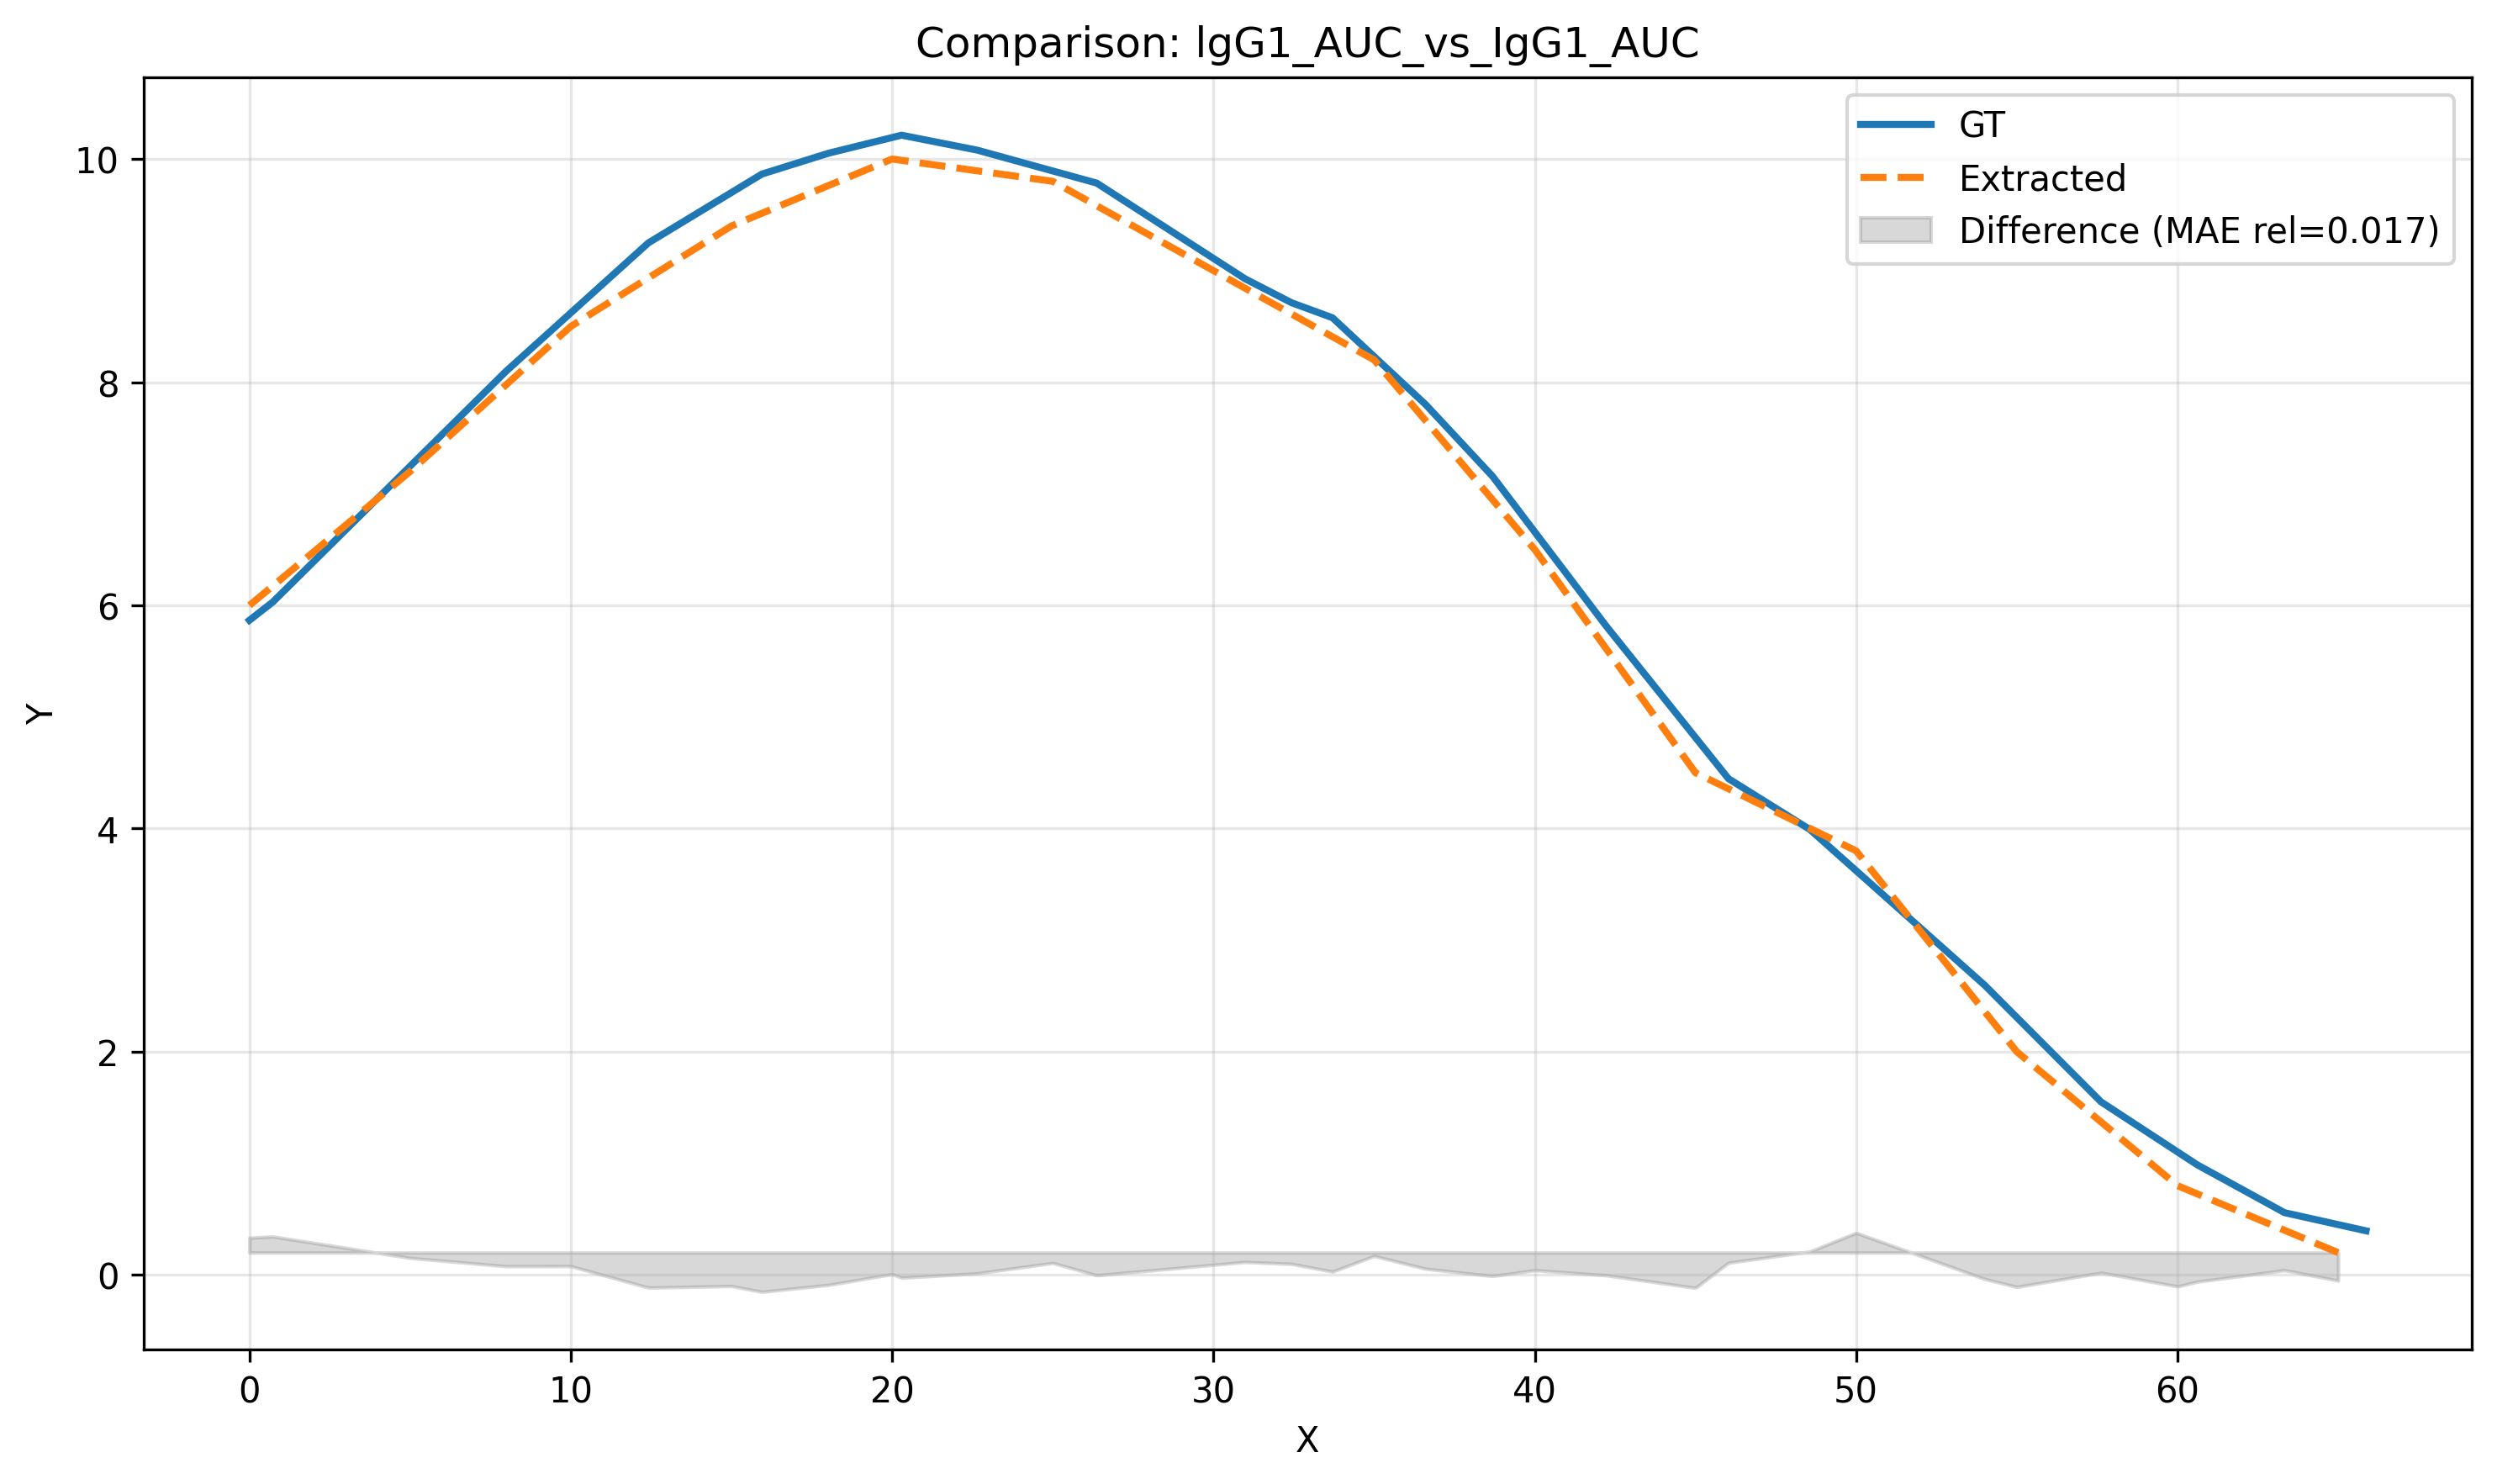 Comparison: lgG1_AUC_vs_IgG1_AUC
GT
Extracted
Difference (MAE rel=0.017)
Y
10
8
6
4
2
0
0 10 20 30 40 50 60
X